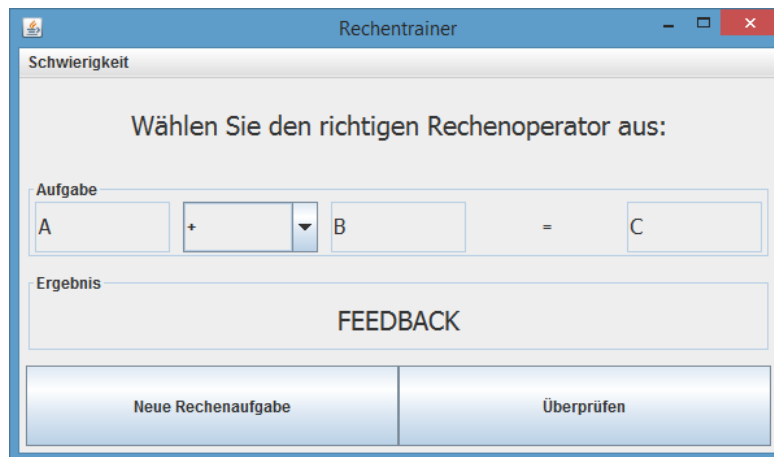 Rechentrainer
Schwierigkeit
Wählen Sie den richtigen Rechenoperator aus:
Aufgabe
A + B = C
Ergebnis
FEEDBACK
Neue Rechenaufgabe Überprüfen